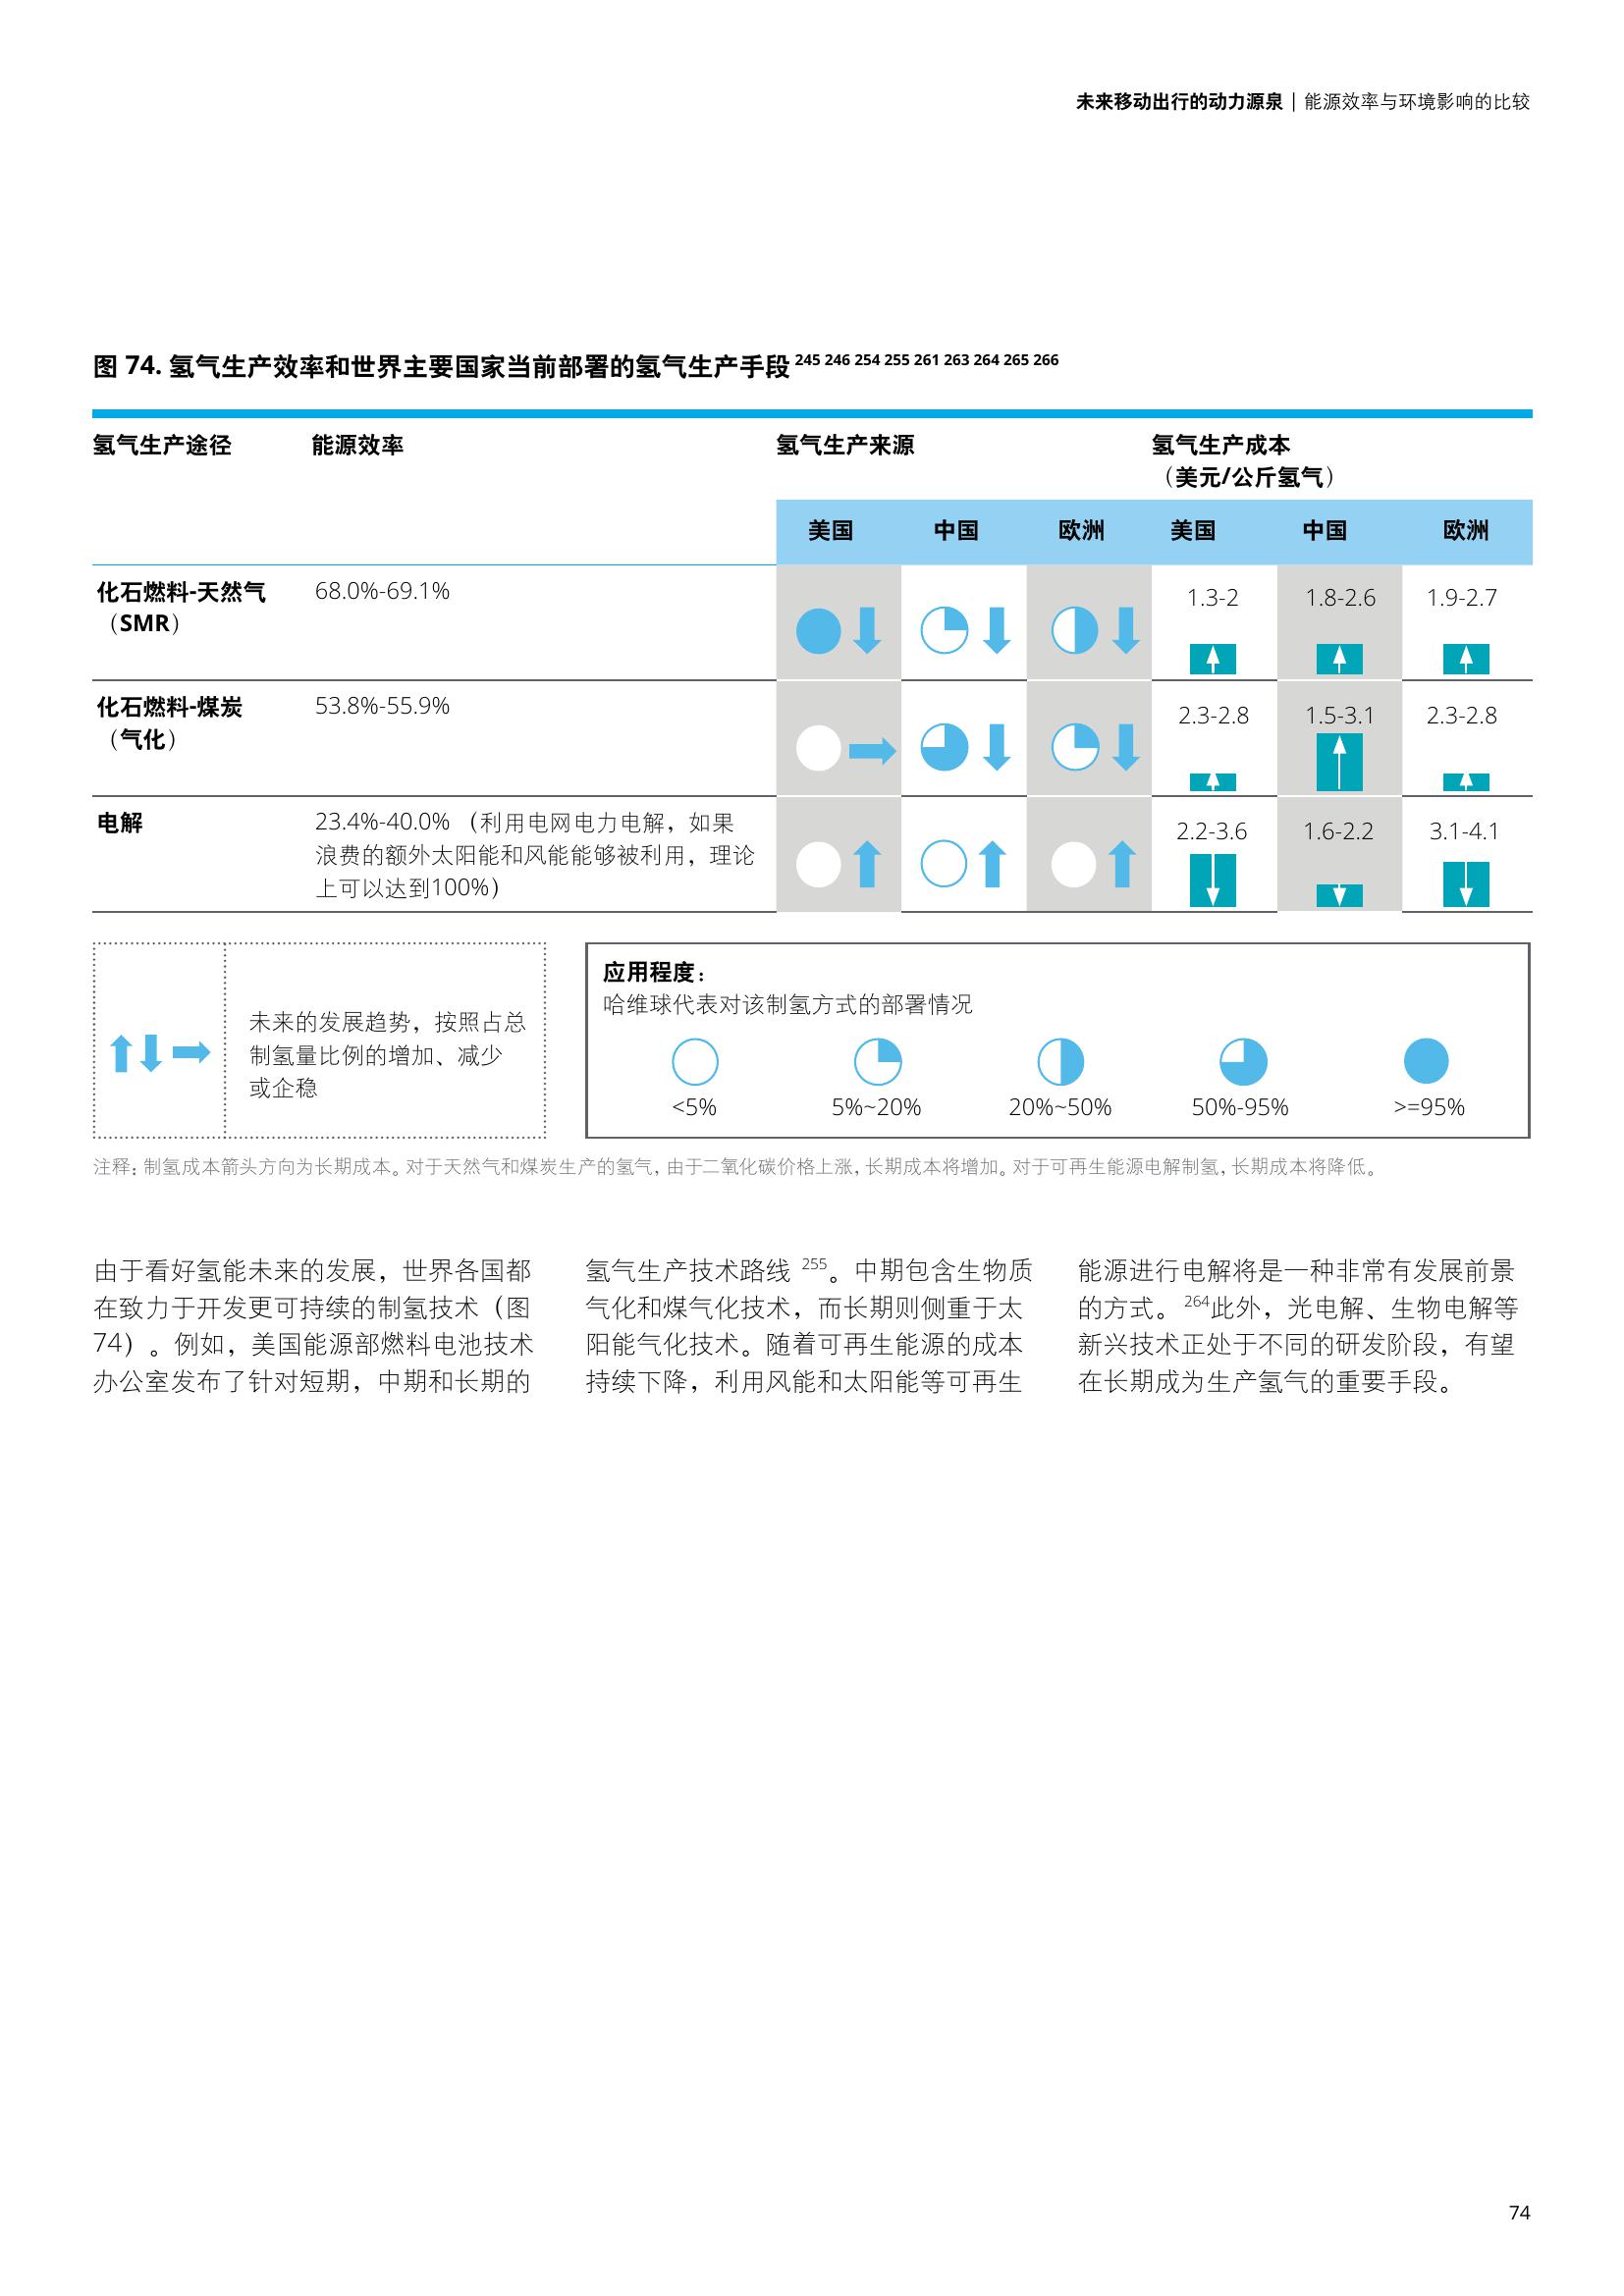 未来移动出行的动力源泉 | 能源效率与环境影响的比较
图 74. 氢气生产效率和世界主要国家当前部署的氢气生产手段 245 246 254 255 261 263 264 265 266
氢气生产途径 能源效率 氢气生产来源 氢气生产成本
（美元/公斤氢气）
美国 中国 欧洲 美国 中国 欧洲
化石燃料-天然气
（SMR）
68.0%-69.1%
1.3-2 1.8-2.6 1.9-2.7
化石燃料-煤炭
（气化）
53.8%-55.9%
2.3-2.8 1.5-3.1 2.3-2.8
电解
23.4%-40.0% （利用电网电力电解，如果
浪费的额外太阳能和风能能够被利用，理论
上可以达到100%）
2.2-3.6 1.6-2.2 3.1-4.1
未来的发展趋势，按照占总
制氢量比例的增加、减少
或企稳
应用程度：
哈维球代表对该制氢方式的部署情况
<5% 5%~20% 20%~50% 50%-95% >=95%
注释：制氢成本箭头方向为长期成本。对于天然气和煤炭生产的氢气，由于二氧化碳价格上涨，长期成本将增加。对于可再生能源电解制氢，长期成本将降低。
由于看好氢能未来的发展，世界各国都
在致力于开发更可持续的制氢技术（图
74）。例如，美国能源部燃料电池技术
办公室发布了针对短期，中期和长期的
氢气生产技术路线 255。中期包含生物质
气化和煤气化技术，而长期则侧重于太
阳能气化技术。随着可再生能源的成本
持续下降，利用风能和太阳能等可再生
能源进行电解将是一种非常有发展前景
的方式。264此外，光电解、生物电解等
新兴技术正处于不同的研发阶段，有望
在长期成为生产氢气的重要手段。
74